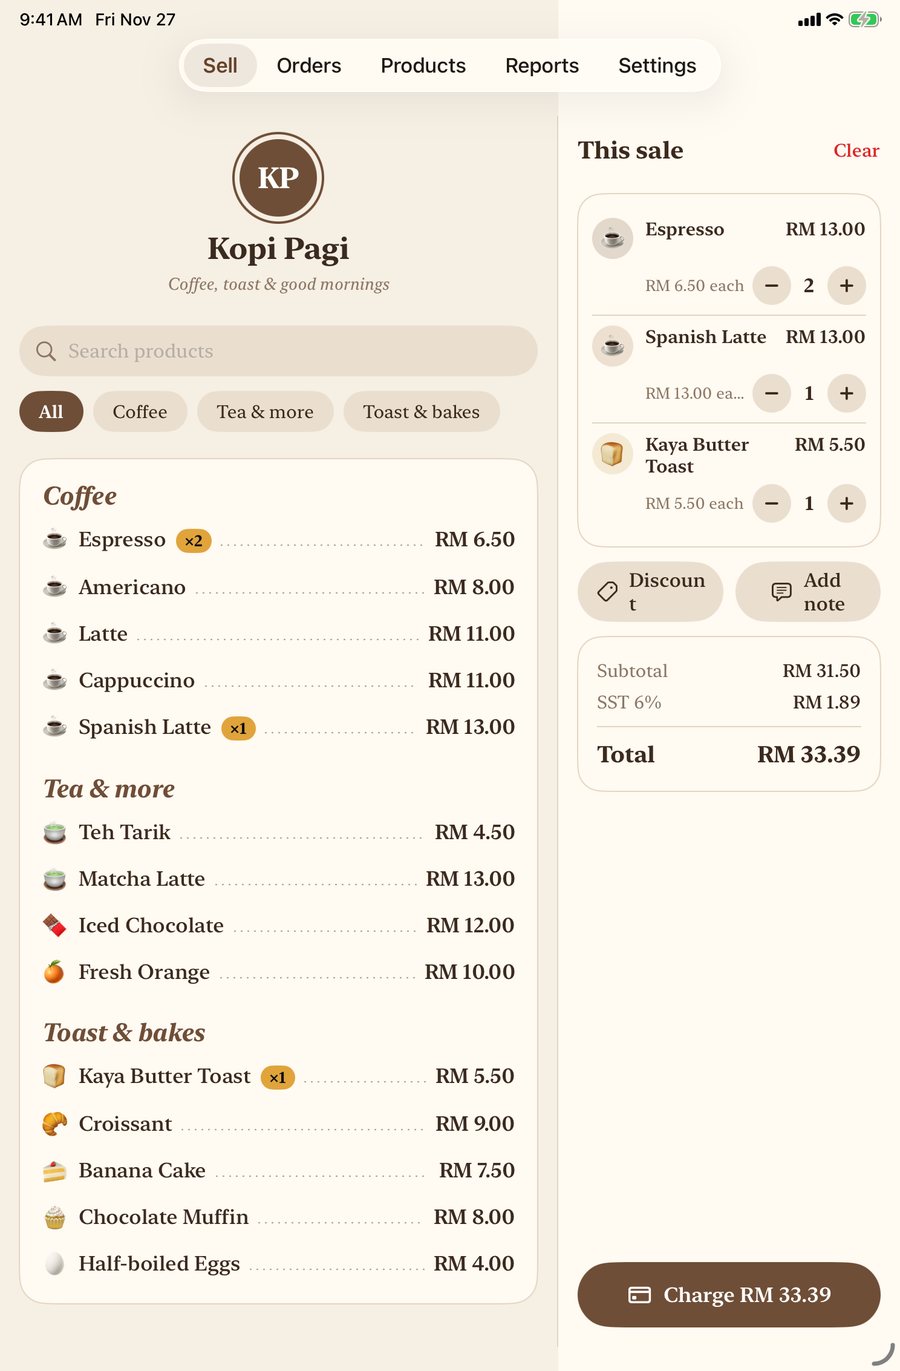 9:41 AM Fri Nov 27
Sell Orders Products Reports Settings
KP
Kopi Pagi
Coffee, toast & good mornings
Search products
All Coffee Tea & more Toast & bakes
Coffee
Espresso ×2 RM 6.50
Americano RM 8.00
Latte RM 11.00
Cappuccino RM 11.00
Spanish Latte ×1 RM 13.00
Tea & more
Teh Tarik RM 4.50
Matcha Latte RM 13.00
Iced Chocolate RM 12.00
Fresh Orange RM 10.00
Toast & bakes
Kaya Butter Toast ×1 RM 5.50
Croissant RM 9.00
Banana Cake RM 7.50
Chocolate Muffin RM 8.00
Half-boiled Eggs RM 4.00
This sale Clear
Espresso RM 13.00
RM 6.50 each − 2 +
Spanish Latte RM 13.00
RM 13.00 ea... − 1 +
Kaya Butter RM 5.50
Toast
RM 5.50 each − 1 +
Discoun
t
Add
note
Subtotal RM 31.50
SST 6% RM 1.89
Total RM 33.39
Charge RM 33.39